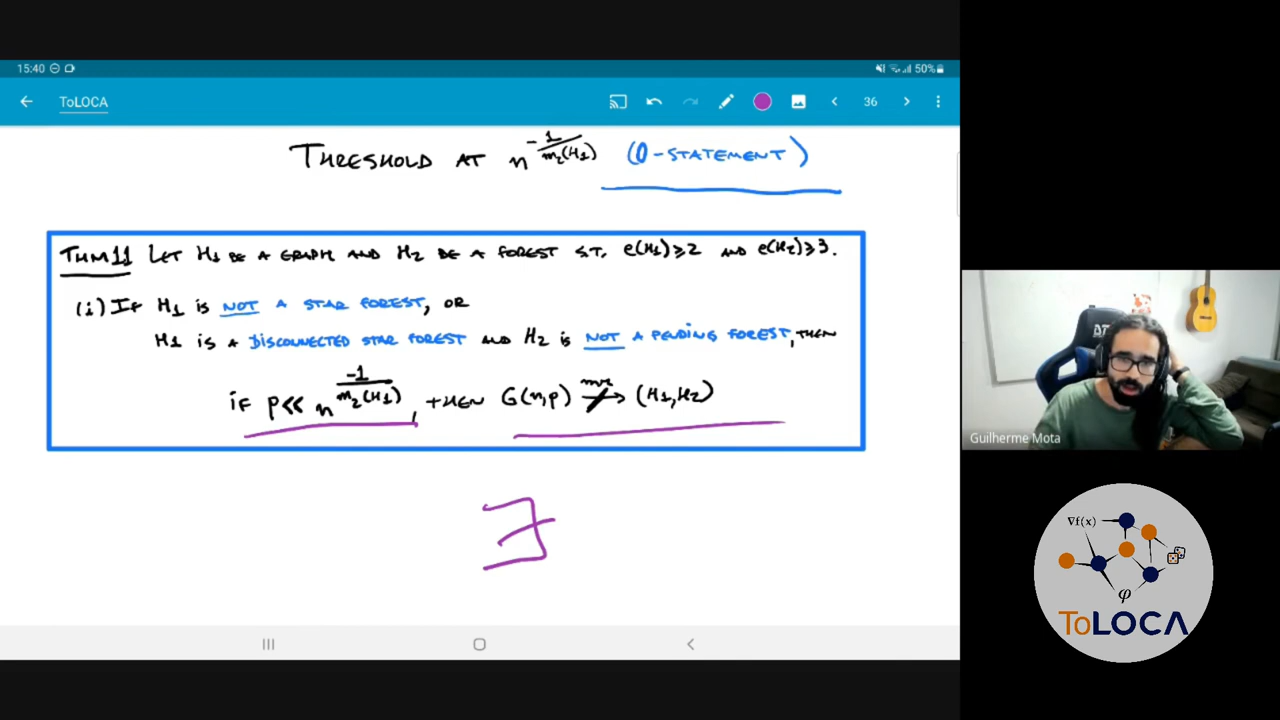 15:40
50%
ToLOCA
36
THRESHOLD AT n^{-1/m₂(H1)} (0-STATEMENT)
THM11 LET H1 BE A GRAPH AND H2 BE A FOREST S.T. e(H1)≥2 AND e(H2)≥3.
(i) IF H1 IS NOT A STAR FOREST, OR
H1 IS A DISCONNECTED STAR FOREST AND H2 IS NOT A PENDING FOREST, THEN
IF p<< n^{-1/m₂(H1)}, THEN G(n,p) ↛ (H1,H2)
∃
Guilherme Mota
∇f(x)
φ
ToLOCA